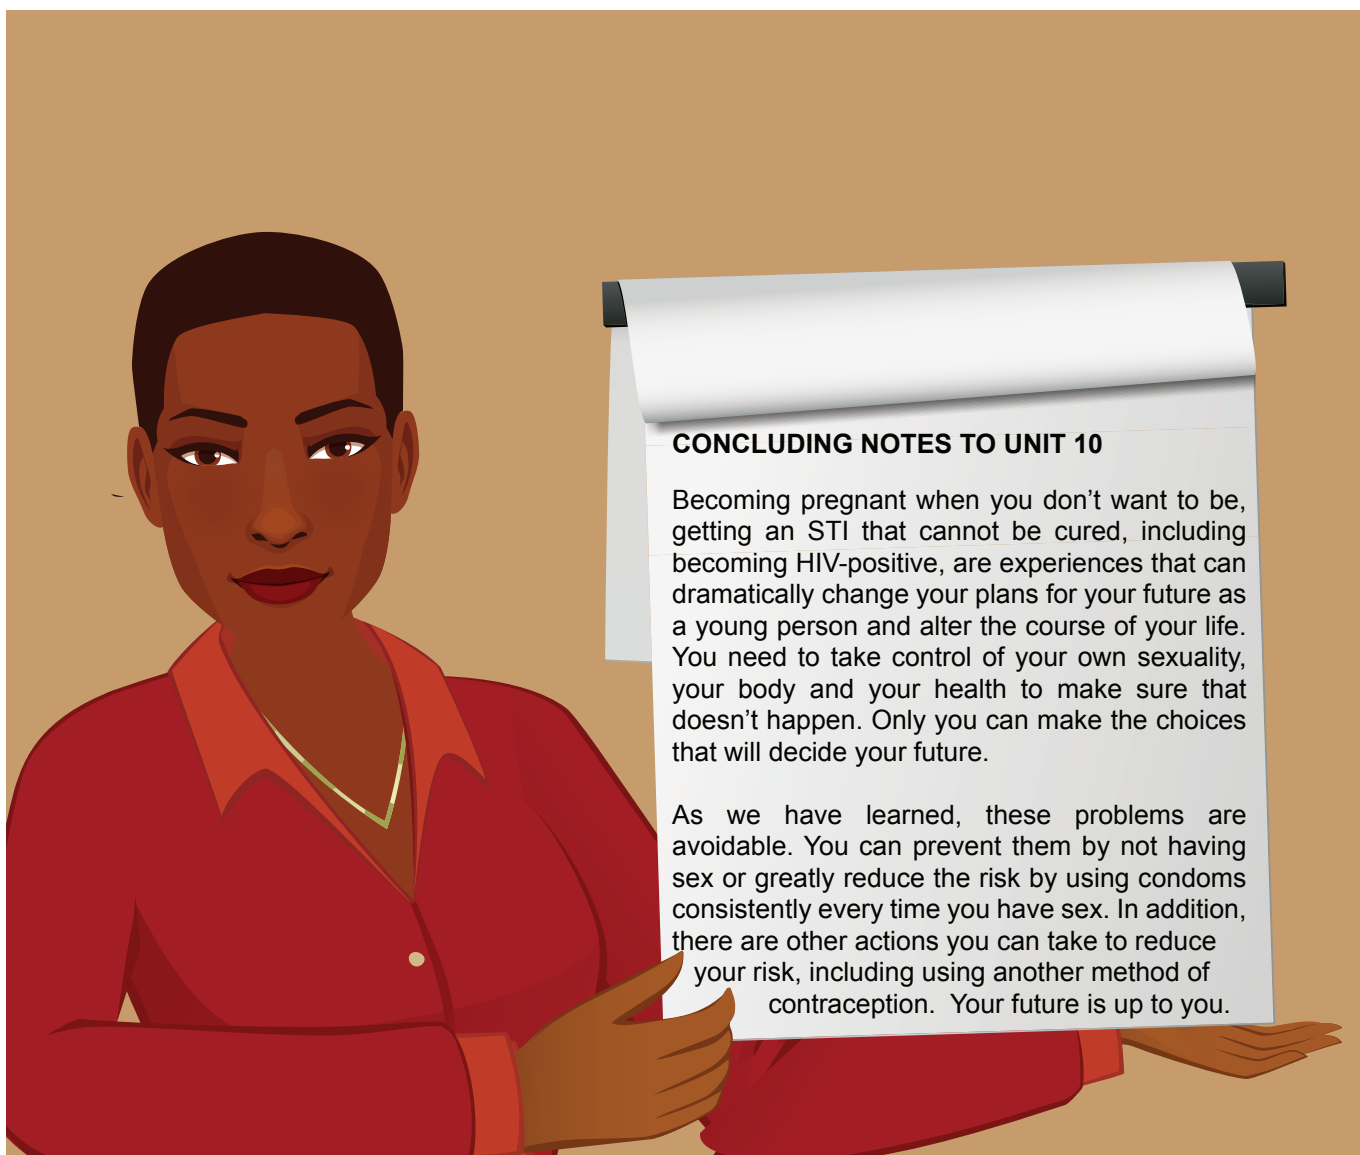 CONCLUDING NOTES TO UNIT 10
Becoming pregnant when you don’t want to be,
getting an STI that cannot be cured, including
becoming HIV-positive, are experiences that can
dramatically change your plans for your future as
a young person and alter the course of your life.
You need to take control of your own sexuality,
your body and your health to make sure that
doesn’t happen. Only you can make the choices
that will decide your future.
As we have learned, these problems are
avoidable. You can prevent them by not having
sex or greatly reduce the risk by using condoms
consistently every time you have sex. In addition,
there are other actions you can take to reduce
your risk, including using another method of
contraception.  Your future is up to you.